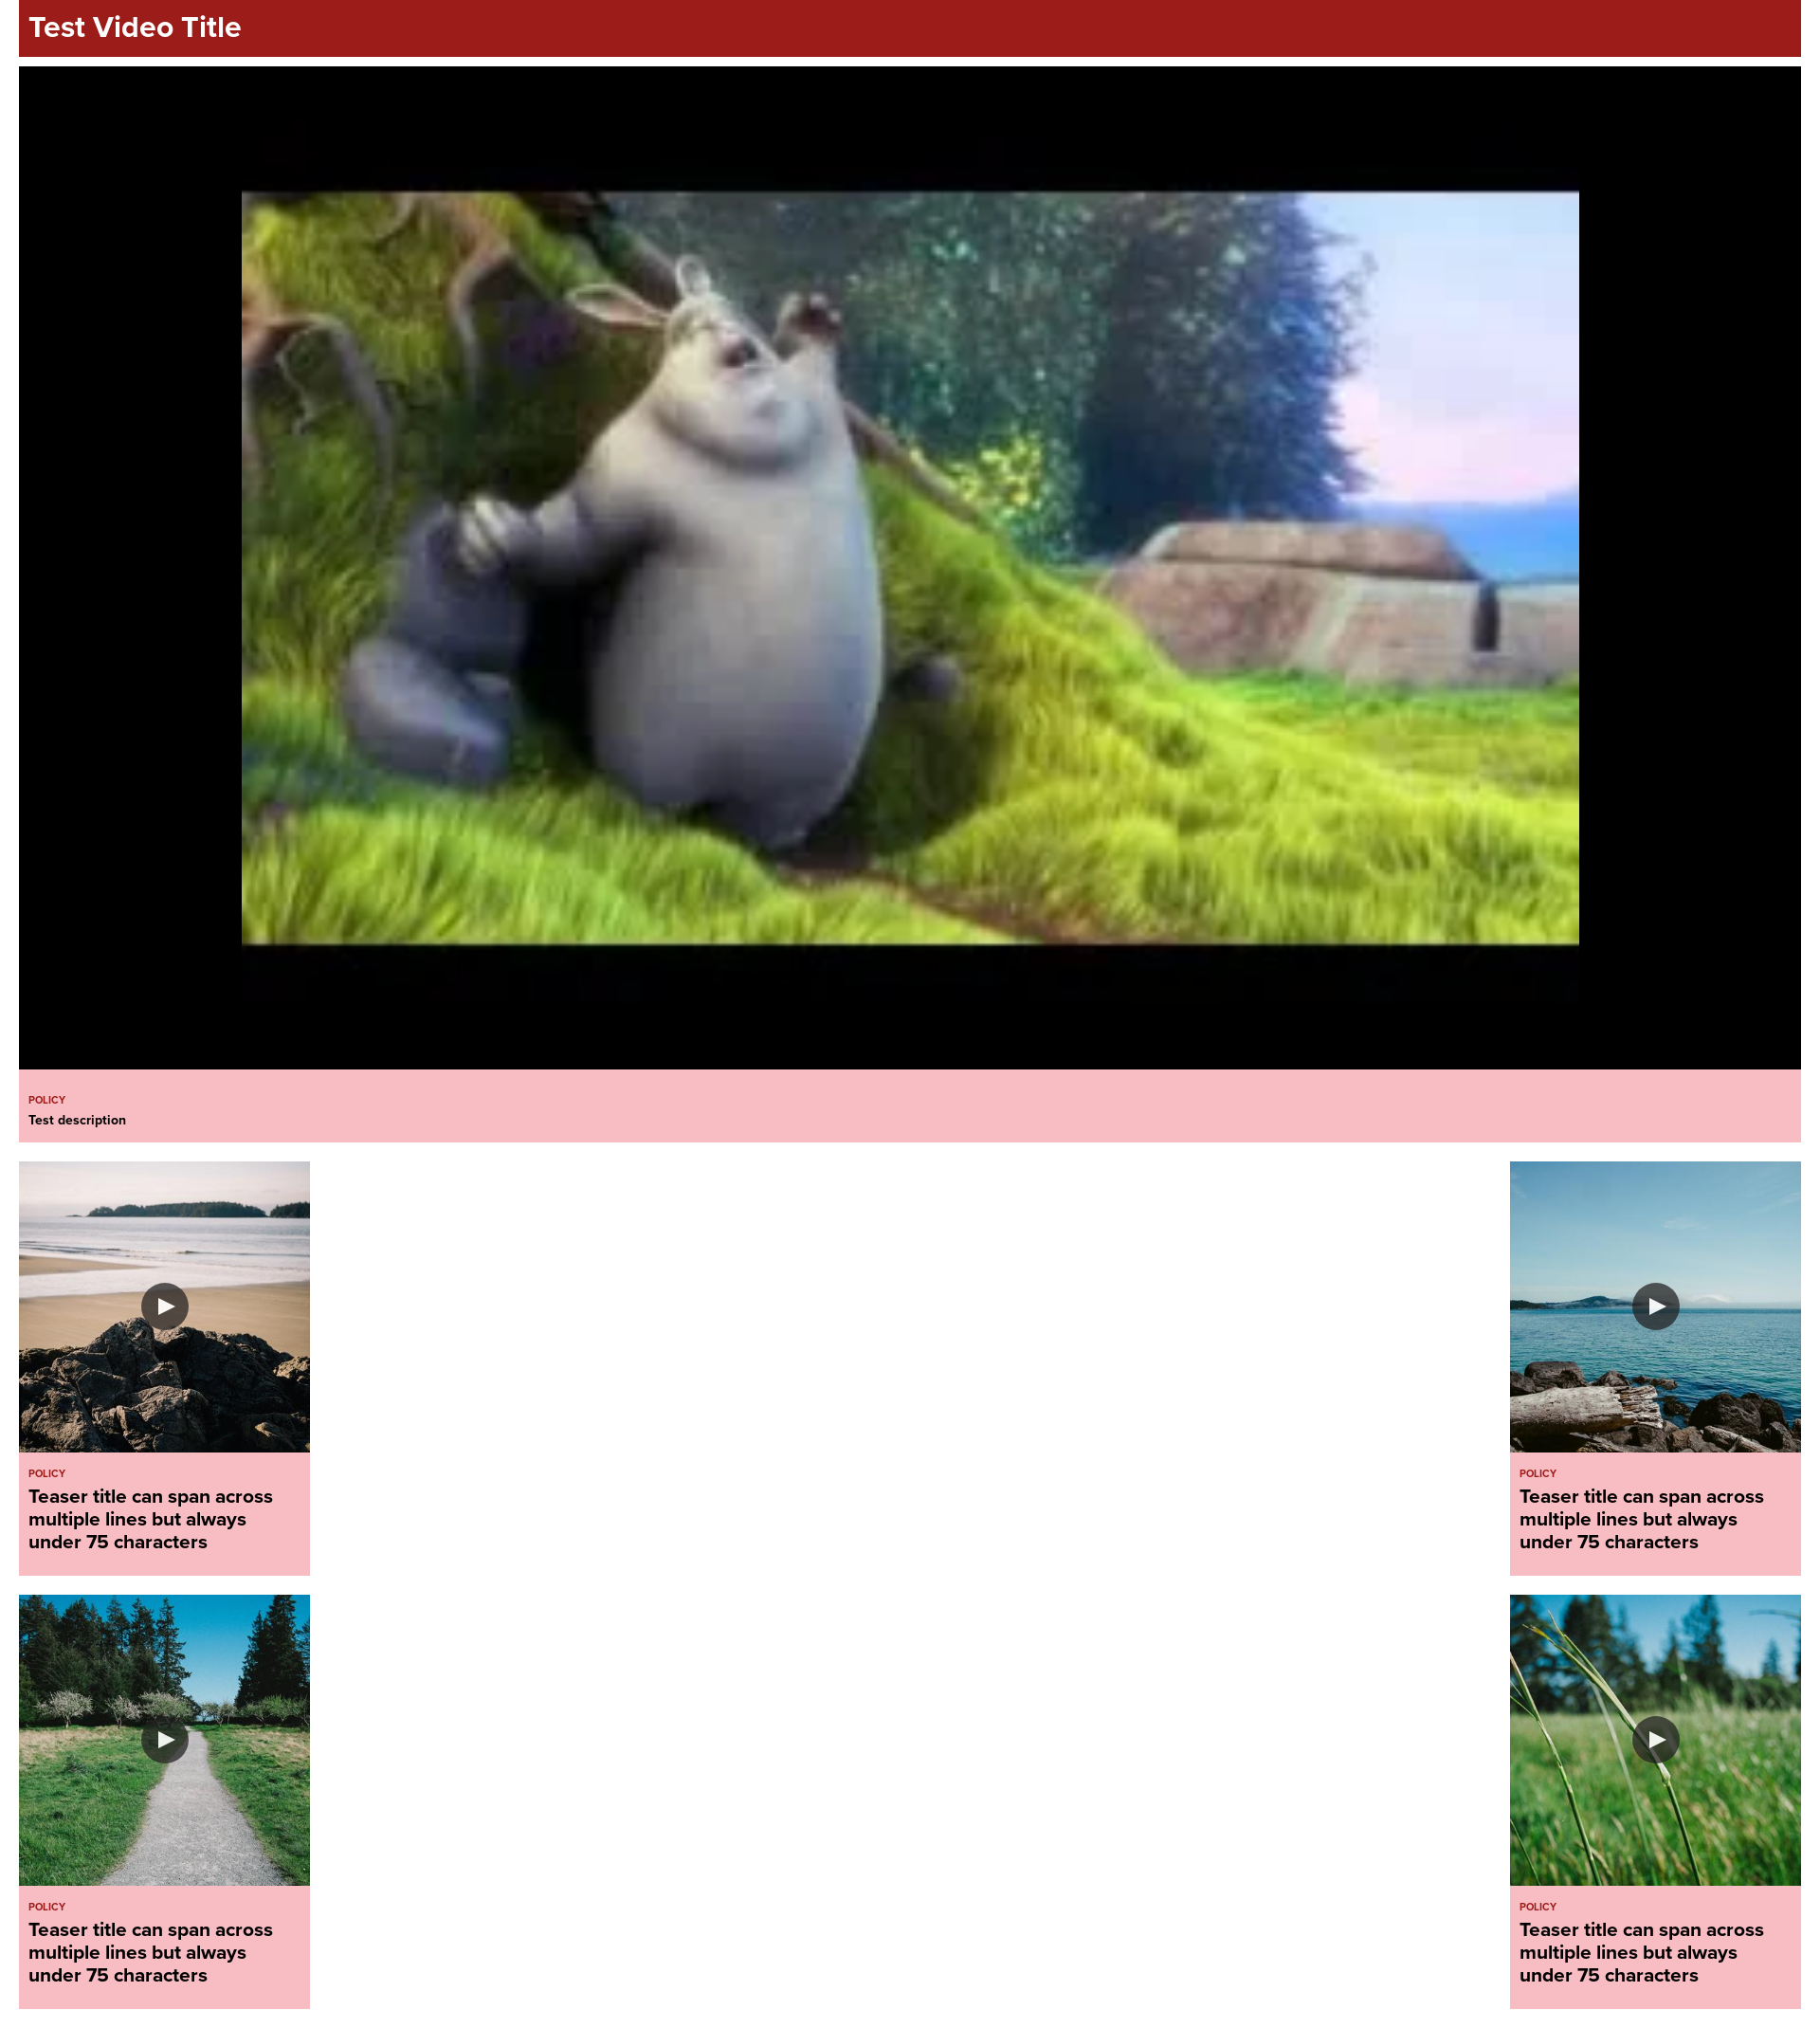 Test Video Title
POLICY
Test description
POLICY
Teaser title can span across
multiple lines but always
under 75 characters
POLICY
Teaser title can span across
multiple lines but always
under 75 characters
POLICY
Teaser title can span across
multiple lines but always
under 75 characters
POLICY
Teaser title can span across
multiple lines but always
under 75 characters